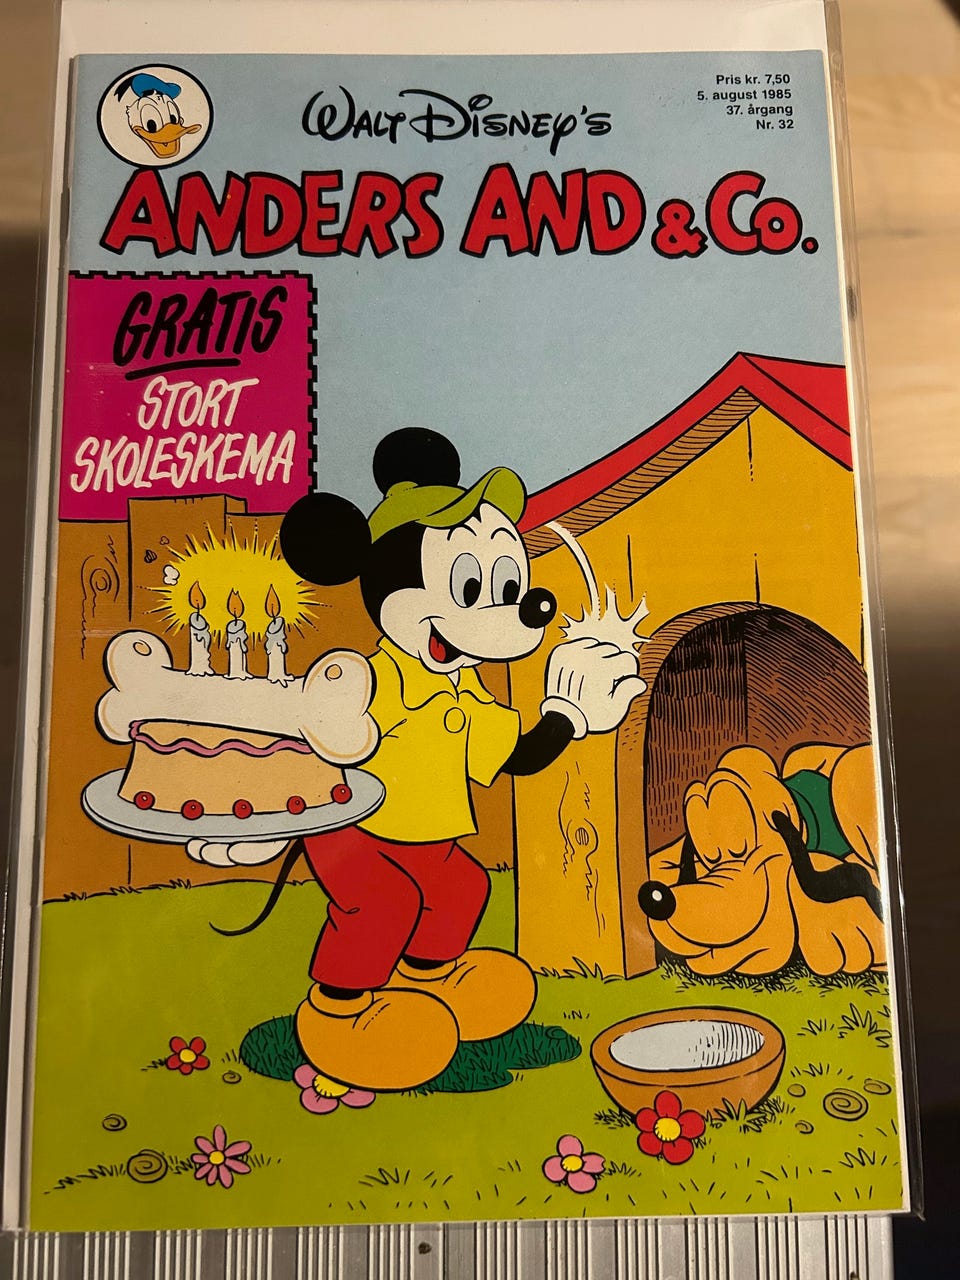 WALT DISNEY'S
Pris kr. 7,50
5. august 1985
37. årgang
Nr. 32
ANDERS AND & Co.
GRATIS
STORT
SKOLESKEMA